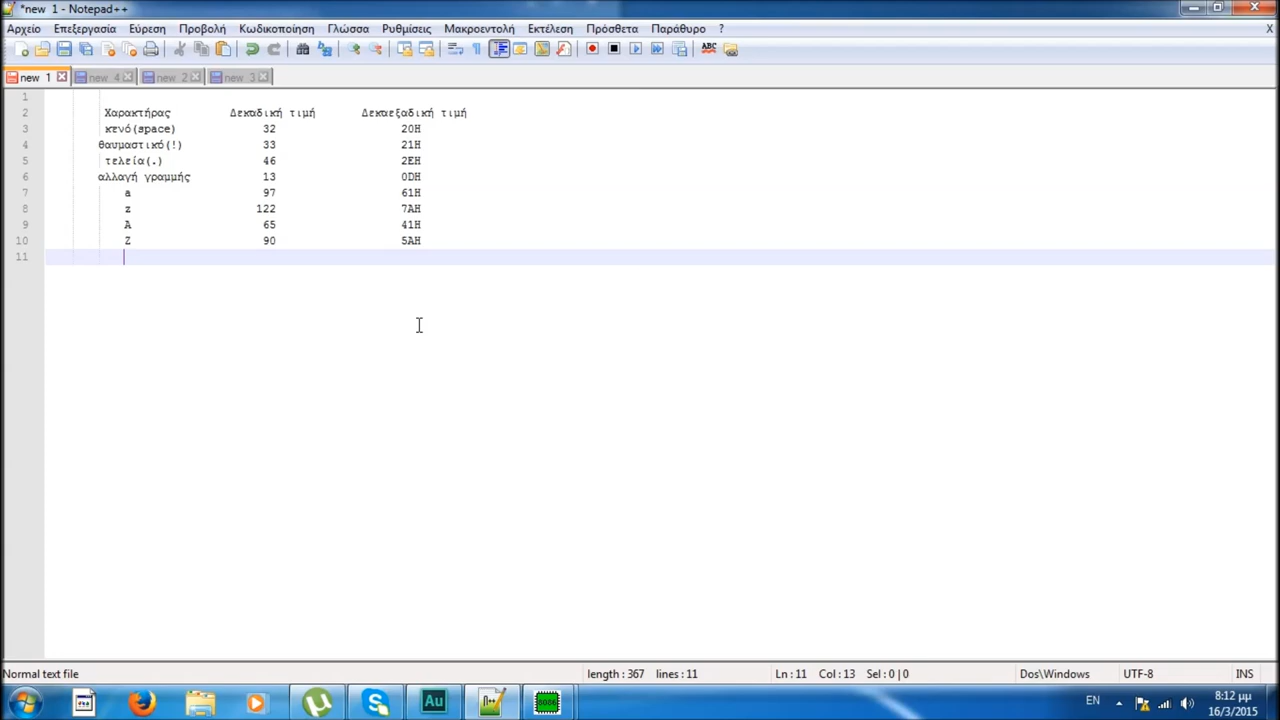 *new 1 - Notepad++
Αρχείο Επεξεργασία Εύρεση Προβολή Κωδικοποίηση Γλώσσα Ρυθμίσεις Μακροεντολή Εκτέλεση Πρόσθετα Παράθυρο ? X
new 1 new 4 new 2 new 3
1
2 Χαρακτήρας Δεκαδική τιμή Δεκαεξαδική τιμή
3 κενό(space) 32 20H
4 θαυμαστικό(!) 33 21H
5 τελεία(.) 46 2EH
6 αλλαγή γραμμής 13 0DH
7 a 97 61H
8 z 122 7AH
9 A 65 41H
10 Z 90 5AH
11
Normal text file length : 367 lines : 11 Ln : 11 Col : 13 Sel : 0 | 0 Dos\Windows UTF-8 INS
Au n++ 8086 EN 8:12 μμ
16/3/2015